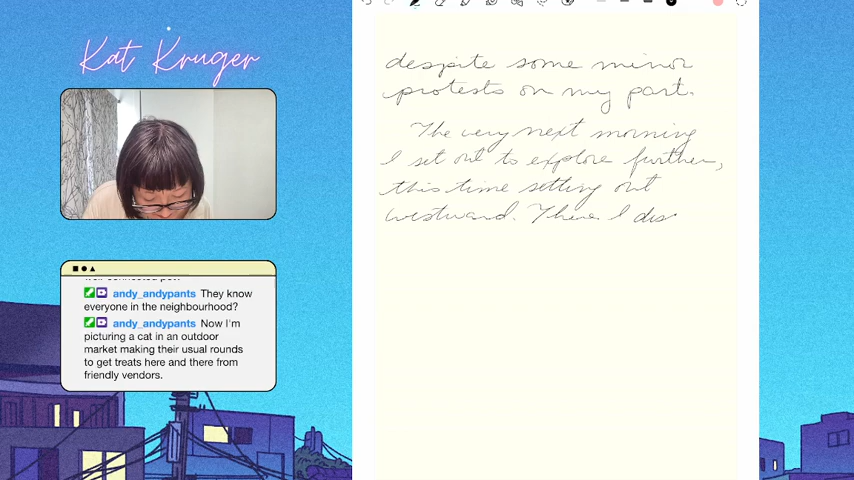 Kat Kruger
despite some minor
protests on my part.
The very next morning
I set out to explore further,
this time setting out
westward. There I dis
andy_andypants They know
everyone in the neighbourhood?
andy_andypants Now I'm
picturing a cat in an outdoor
market making their usual rounds
to get treats here and there from
friendly vendors.